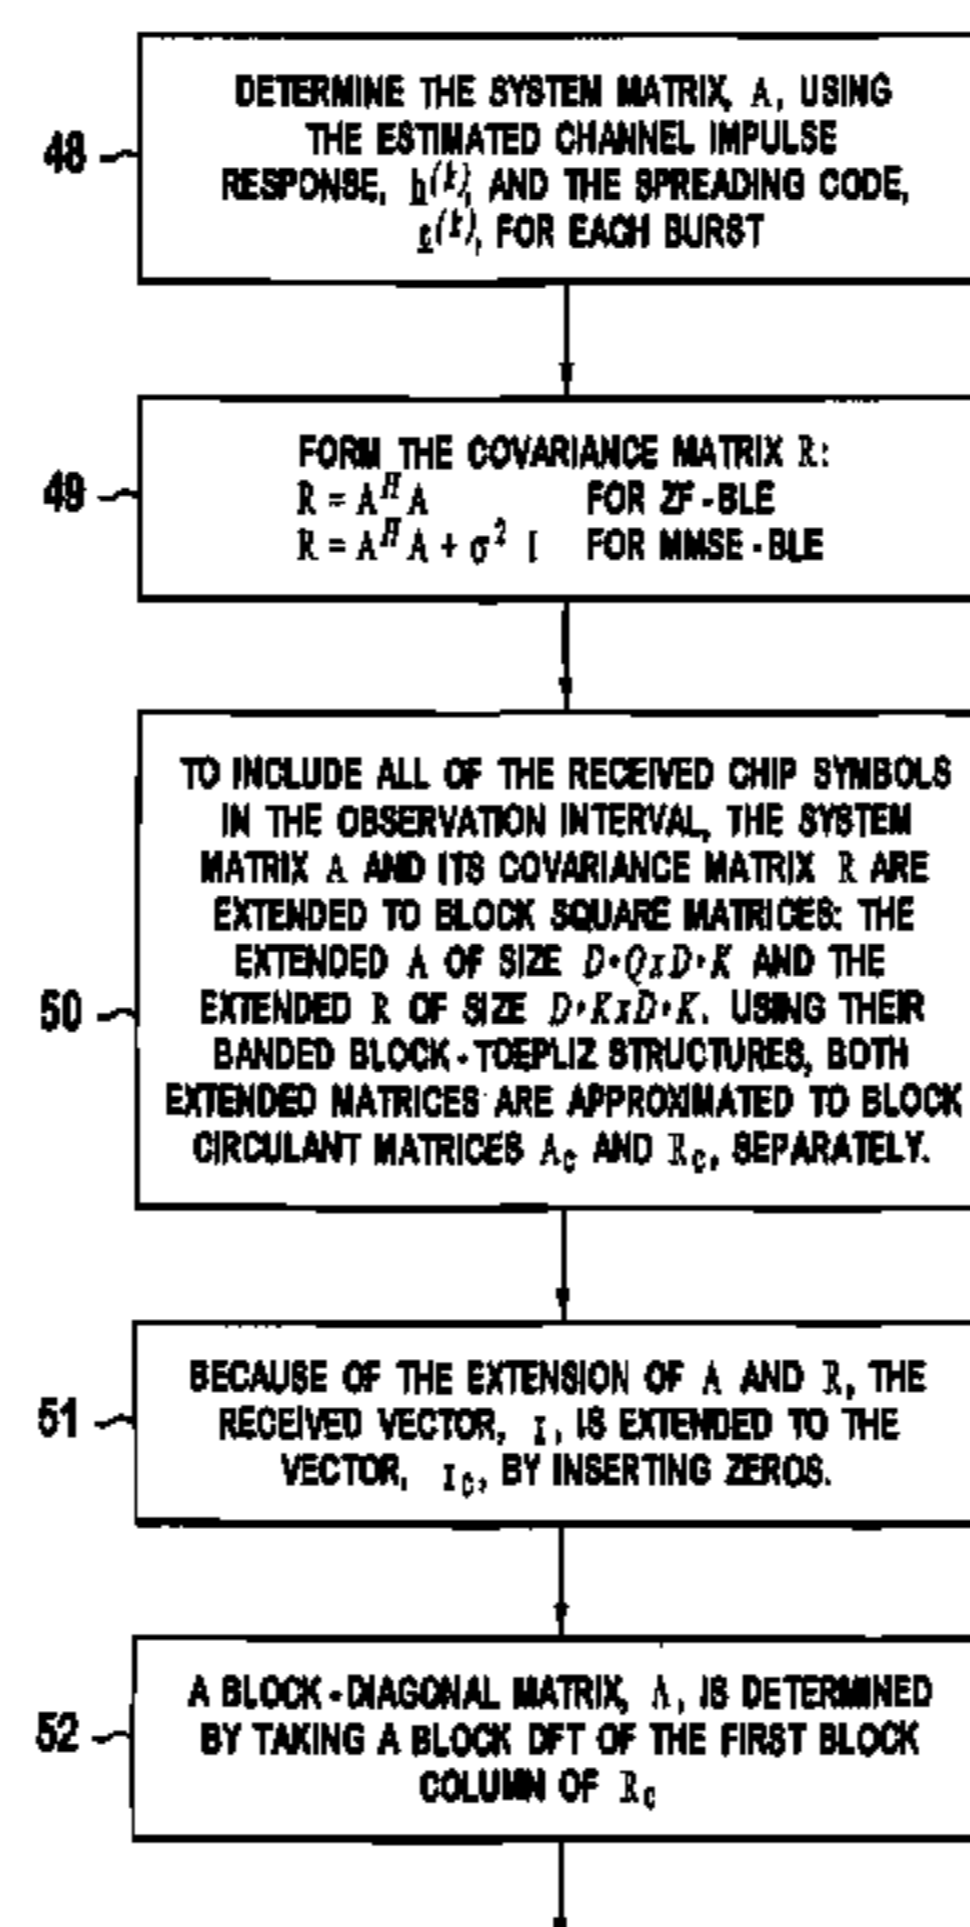 48
DETERMINE THE SYSTEM MATRIX, A, USING
THE ESTIMATED CHANNEL IMPULSE
RESPONSE, h^(k), AND THE SPREADING CODE,
c^(k), FOR EACH BURST
49
FORM THE COVARIANCE MATRIX R:
R = A^H A FOR ZF-BLE
R = A^H A + σ^2 I FOR MMSE-BLE
50
TO INCLUDE ALL OF THE RECEIVED CHIP SYMBOLS
IN THE OBSERVATION INTERVAL, THE SYSTEM
MATRIX A AND ITS COVARIANCE MATRIX R ARE
EXTENDED TO BLOCK SQUARE MATRICES: THE
EXTENDED A OF SIZE D•QxD•K AND THE
EXTENDED R OF SIZE D•KxD•K. USING THEIR
BANDED BLOCK-TOEPLIZ STRUCTURES, BOTH
EXTENDED MATRICES ARE APPROXIMATED TO BLOCK
CIRCULANT MATRICES A_C AND R_C, SEPARATELY.
51
BECAUSE OF THE EXTENSION OF A AND R, THE
RECEIVED VECTOR, r, IS EXTENDED TO THE
VECTOR, r_C, BY INSERTING ZEROS.
52
A BLOCK-DIAGONAL MATRIX, Λ, IS DETERMINED
BY TAKING A BLOCK DFT OF THE FIRST BLOCK
COLUMN OF R_C